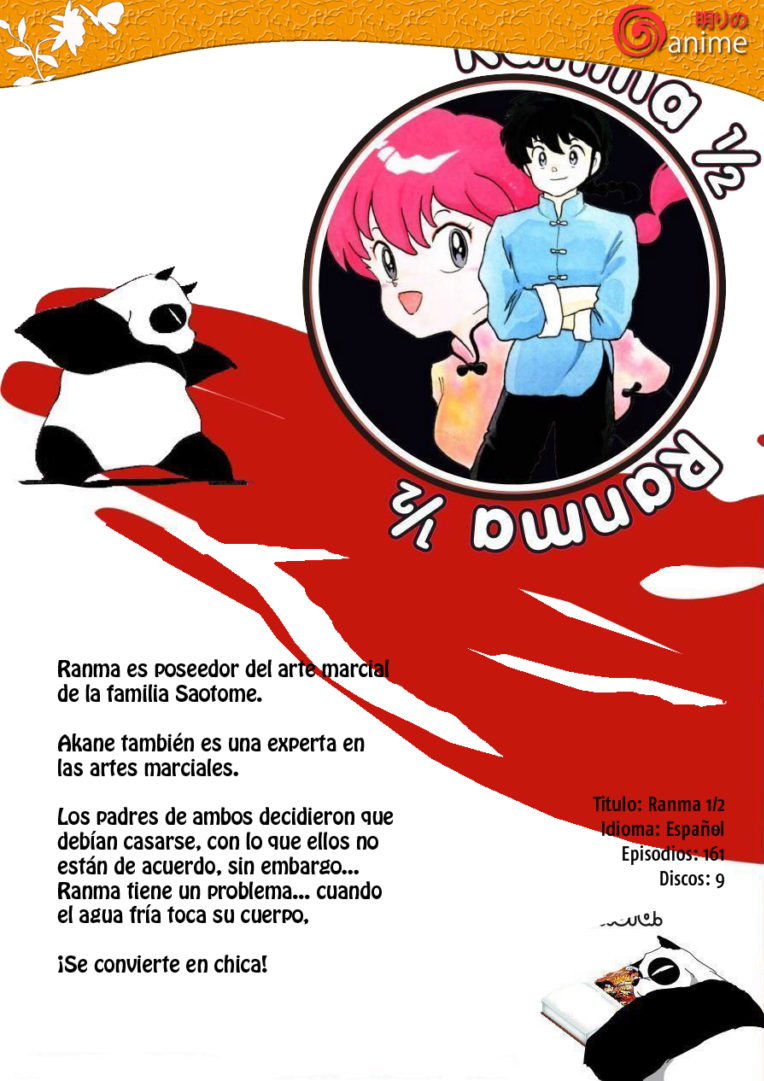 明りの
anime
Ranma ½
Ranma ½
Ranma es poseedor del arte marcial
de la familia Saotome.
Akane también es una experta en
las artes marciales.
Los padres de ambos decidieron que
debían casarse, con lo que ellos no
están de acuerdo, sin embargo...
Ranma tiene un problema... cuando
el agua fría toca su cuerpo,
¡Se convierte en chica!
Titulo: Ranma 1/2
Idioma: Español
Episodios: 161
Discos: 9